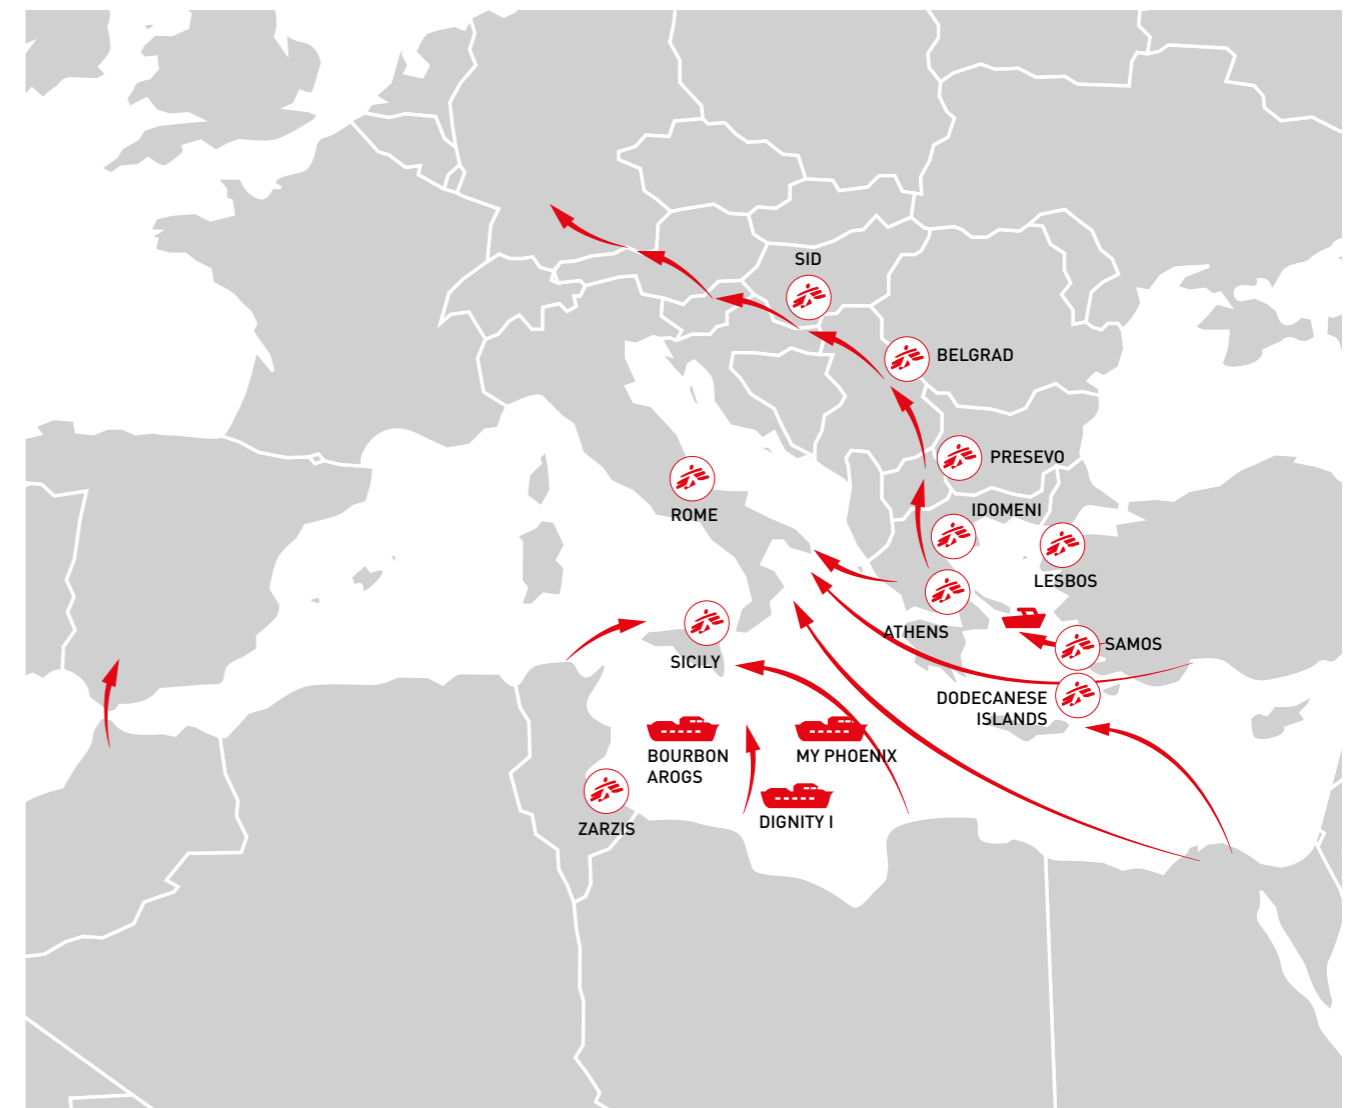 SID
BELGRAD
PRESEVO
ROME
IDOMENI
LESBOS
ATHENS
SAMOS
SICILY
DODECANESE
ISLANDS
BOURBON
AROGS
MY PHOENIX
DIGNITY I
ZARZIS